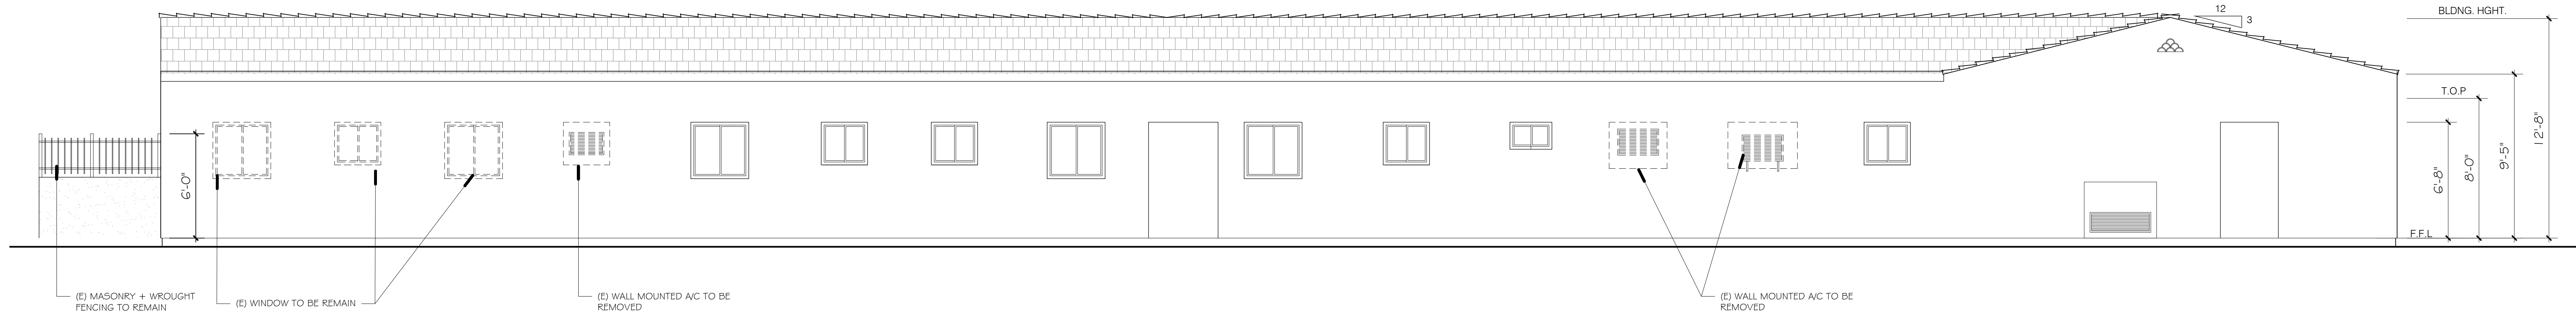 12
3
BLDNG. HGHT.
T.O.P
12'-8"
9'-5"
8'-0"
6'-8"
6'-0"
F.F.L
(E) MASONRY + WROUGHT
FENCING TO REMAIN
(E) WINDOW TO BE REMAIN
(E) WALL MOUNTED A/C TO BE
REMOVED
(E) WALL MOUNTED A/C TO BE
REMOVED